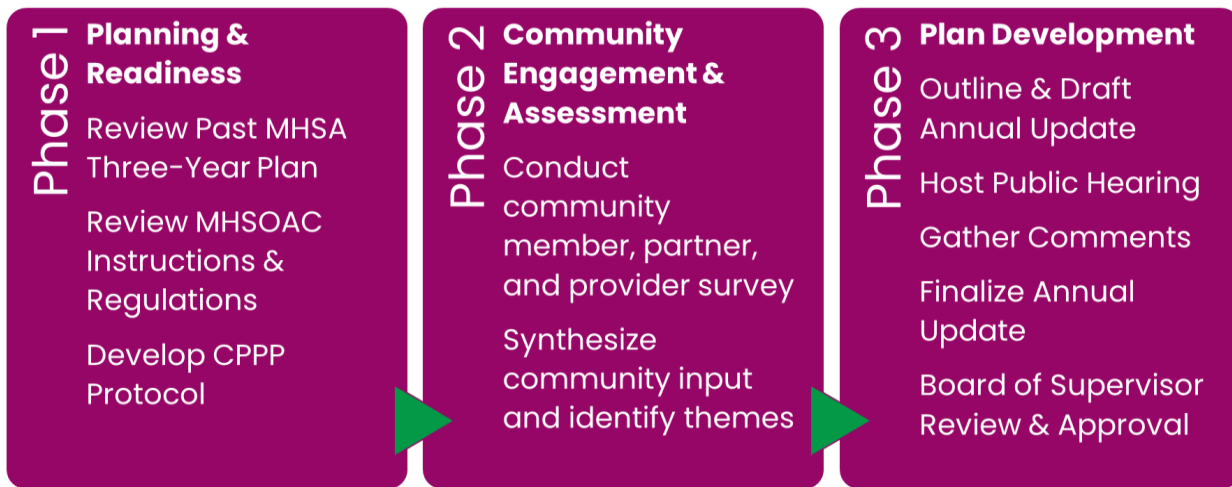 Phase 1
Planning &
Readiness
Review Past MHSA
Three-Year Plan
Review MHSOAC
Instructions &
Regulations
Develop CPPP
Protocol
Phase 2
Community
Engagement &
Assessment
Conduct
community
member, partner,
and provider survey
Synthesize
community input
and identify themes
Phase 3
Plan Development
Outline & Draft
Annual Update
Host Public Hearing
Gather Comments
Finalize Annual
Update
Board of Supervisor
Review & Approval